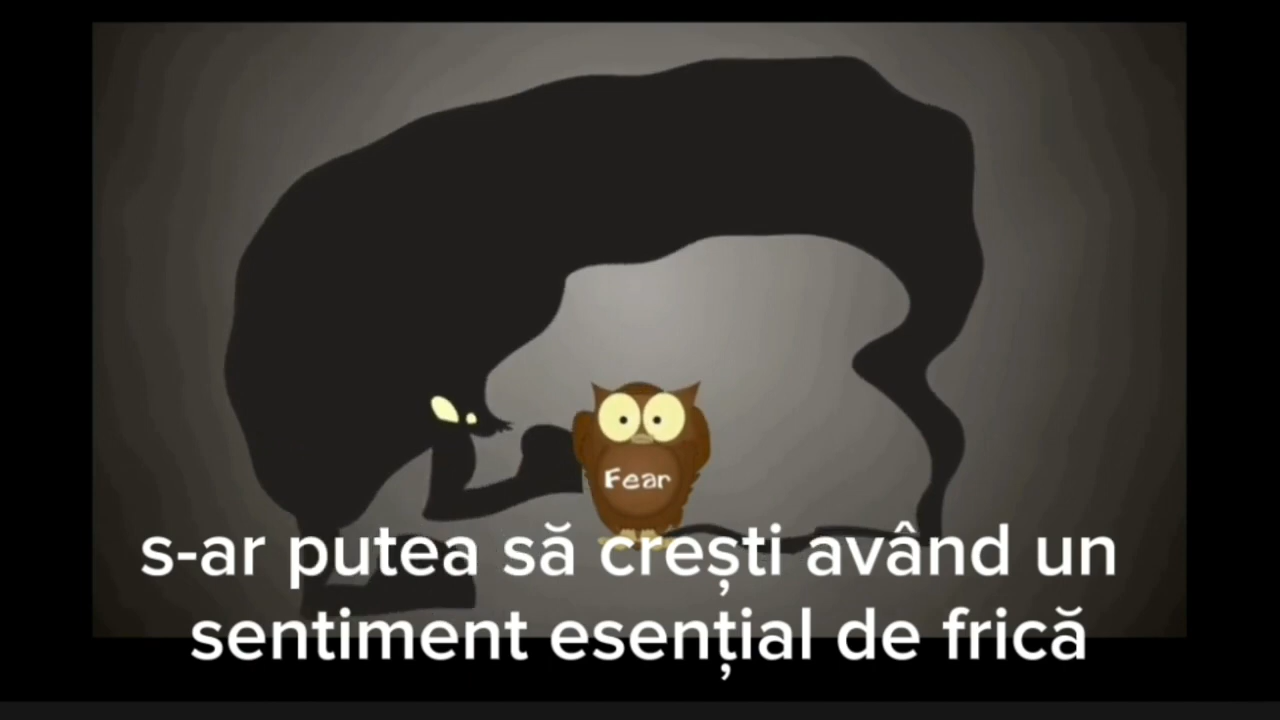 Fear
s-ar putea să crești având un
sentiment esențial de frică